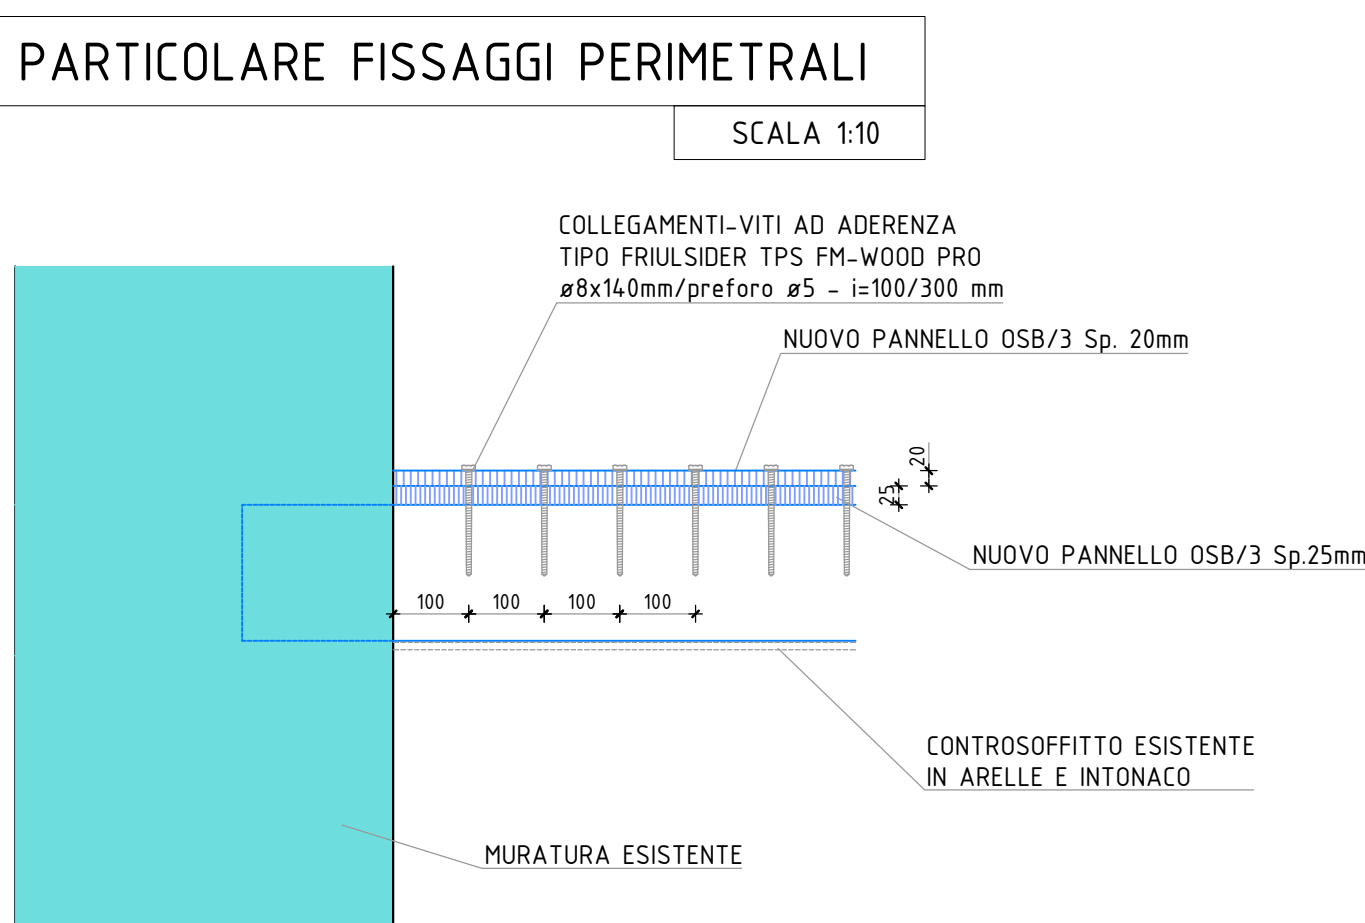 PARTICOLARE FISSAGGI PERIMETRALI
SCALA 1:10
COLLEGAMENTI-VITI AD ADERENZA
TIPO FRIULSIDER TPS FM-WOOD PRO
ø8x140mm/preforo ø5 - i=100/300 mm
NUOVO PANNELLO OSB/3 Sp. 20mm
20
25
NUOVO PANNELLO OSB/3 Sp.25mm
100 100 100 100
CONTROSOFFITTO ESISTENTE
IN ARELLE E INTONACO
MURATURA ESISTENTE